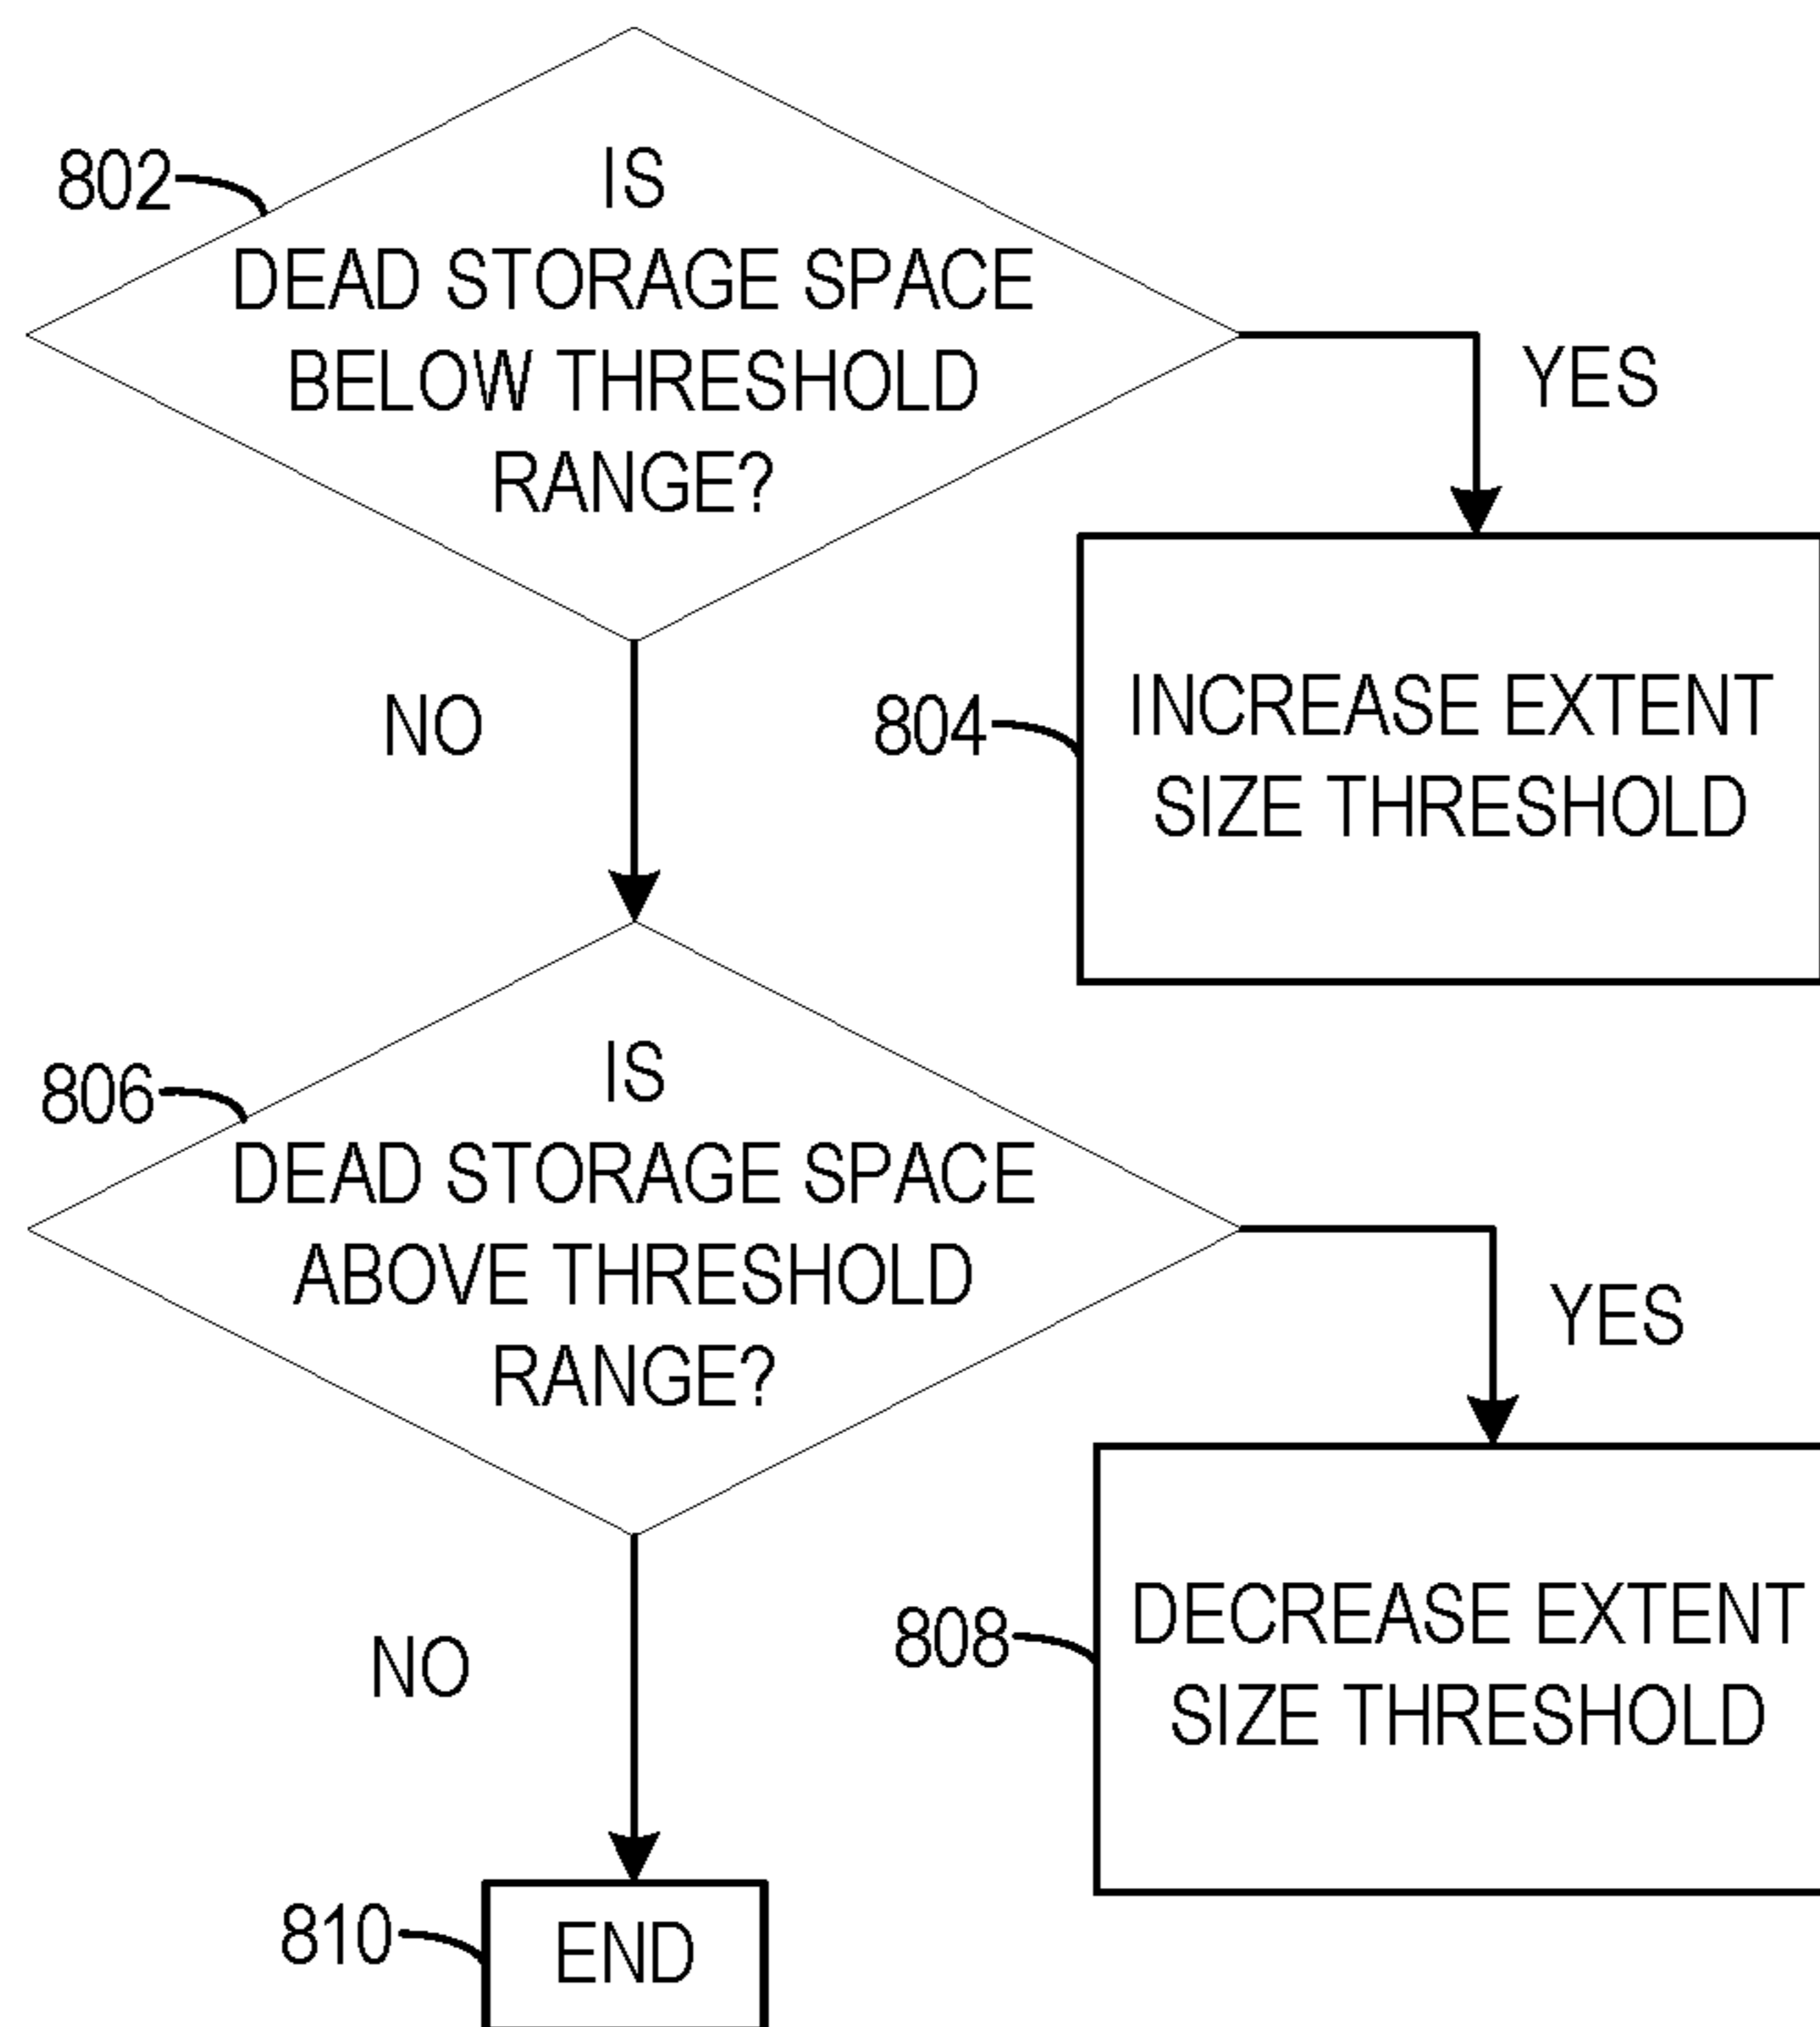 802
IS
DEAD STORAGE SPACE
BELOW THRESHOLD
RANGE?
YES
NO
804
INCREASE EXTENT
SIZE THRESHOLD
806
IS
DEAD STORAGE SPACE
ABOVE THRESHOLD
RANGE?
YES
NO
808
DECREASE EXTENT
SIZE THRESHOLD
810
END